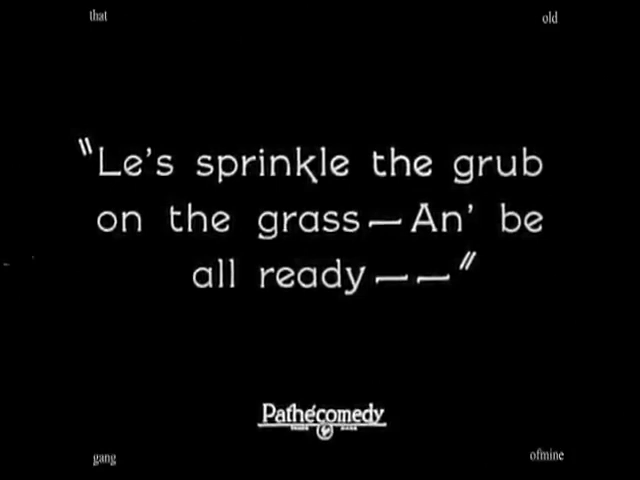 that old
"Le's sprinkle the grub
on the grass — An' be
all ready — — "
Pathécomedy
gang ofmine